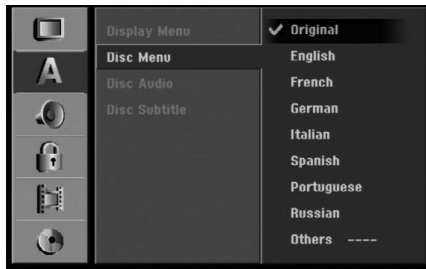 A
Display Menu
Disc Menu
Disc Audio
Disc Subtitle
Original
English
French
German
Italian
Spanish
Portuguese
Russian
Others ----